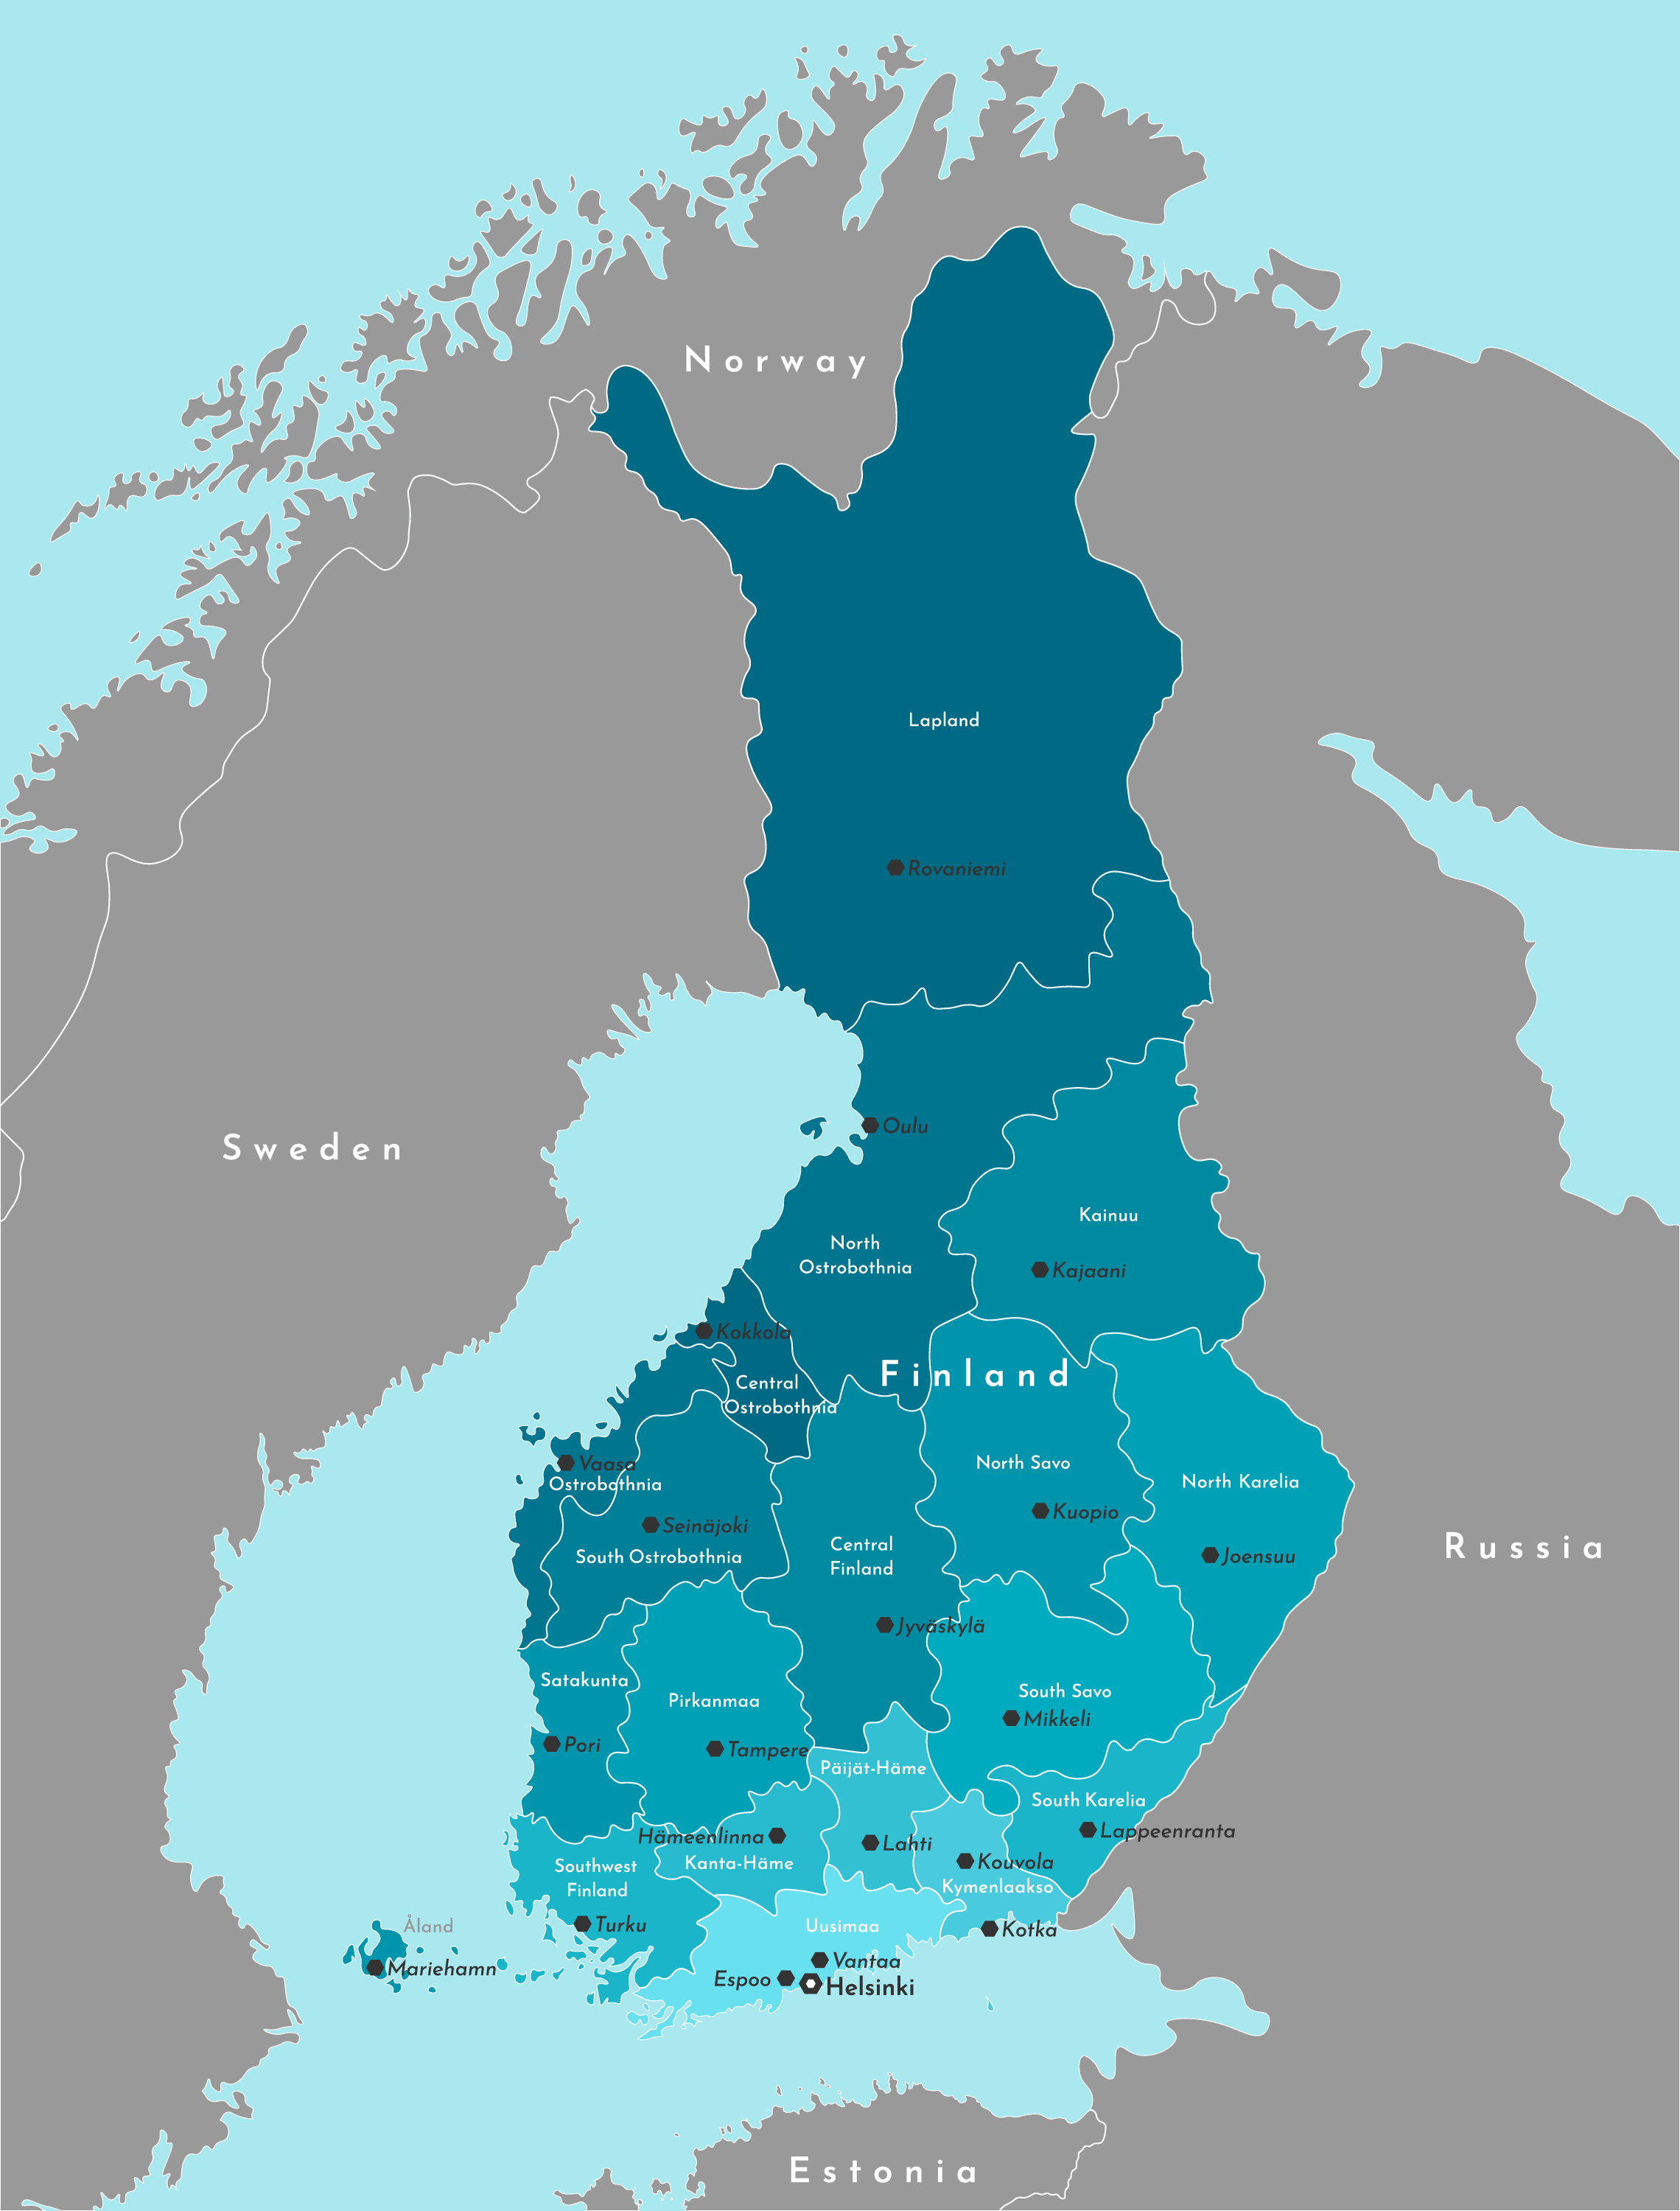 Norway
Lapland
Rovaniemi
Oulu
Sweden
Kainuu
North
Ostrobothnia
Kajaani
Kokkola
Finland
Central
Ostrobothnia
Vaasa
Ostrobothnia
North Savo
North Karelia
Kuopio
Seinäjoki
South Ostrobothnia
Central
Finland
Joensuu
Russia
Jyväskylä
Satakunta
Pirkanmaa
South Savo
Mikkeli
Pori
Tampere
Päijät-Häme
South Karelia
Lappeenranta
Hämeenlinna
Lahti
Kanta-Häme
Kouvola
Kymenlaakso
Southwest
Finland
Turku
Åland
Uusimaa
Kotka
Mariehamn
Vantaa
Espoo
Helsinki
Estonia